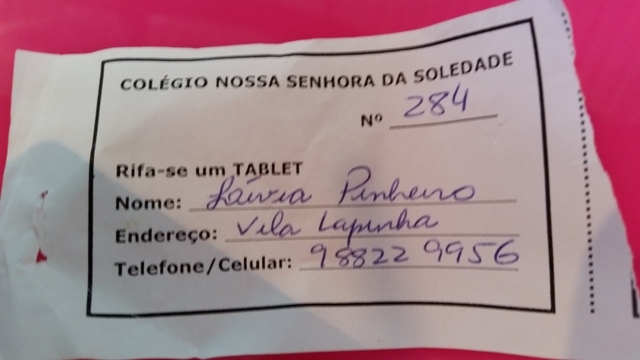 COLÉGIO NOSSA SENHORA DA SOLEDADE
Nº 284
Rifa-se um TABLET
Nome: Laívia Pinheiro
Endereço: Vila Lapinha
Telefone/Celular: 98822 9956